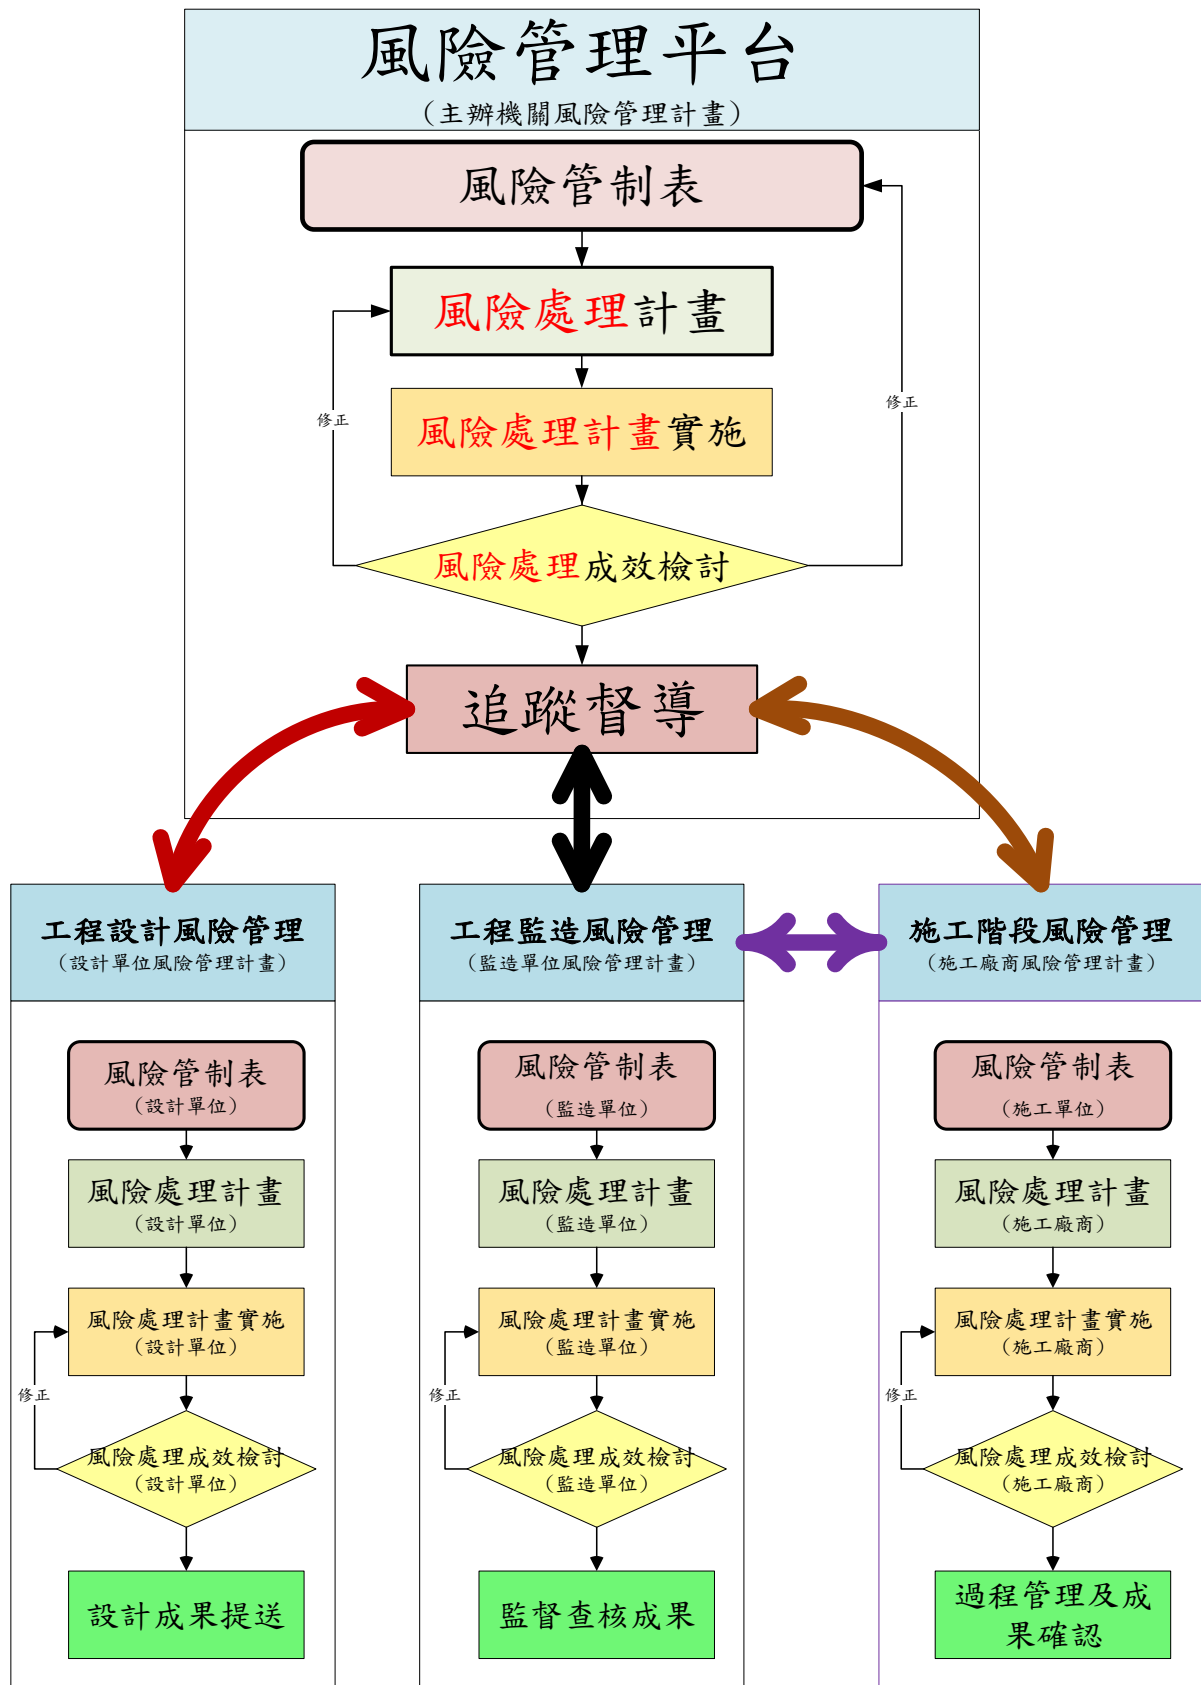 風險管理平台
（主辦機關風險管理計畫）
風險管制表
風險處理計畫
修正
修正
風險處理計畫實施
風險處理成效檢討
追蹤督導
工程設計風險管理
（設計單位風險管理計畫）
風險管制表
（設計單位）
風險處理計畫
（設計單位）
風險處理計畫實施
（設計單位）
修正
風險處理成效檢討
（設計單位）
設計成果提送
工程監造風險管理
（監造單位風險管理計畫）
風險管制表
（監造單位）
風險處理計畫
（監造單位）
風險處理計畫實施
（監造單位）
修正
風險處理成效檢討
（監造單位）
監督查核成果
施工階段風險管理
（施工廠商風險管理計畫）
風險管制表
（施工單位）
風險處理計畫
（施工廠商）
風險處理計畫實施
（施工廠商）
修正
風險處理成效檢討
（施工廠商）
過程管理及成
果確認